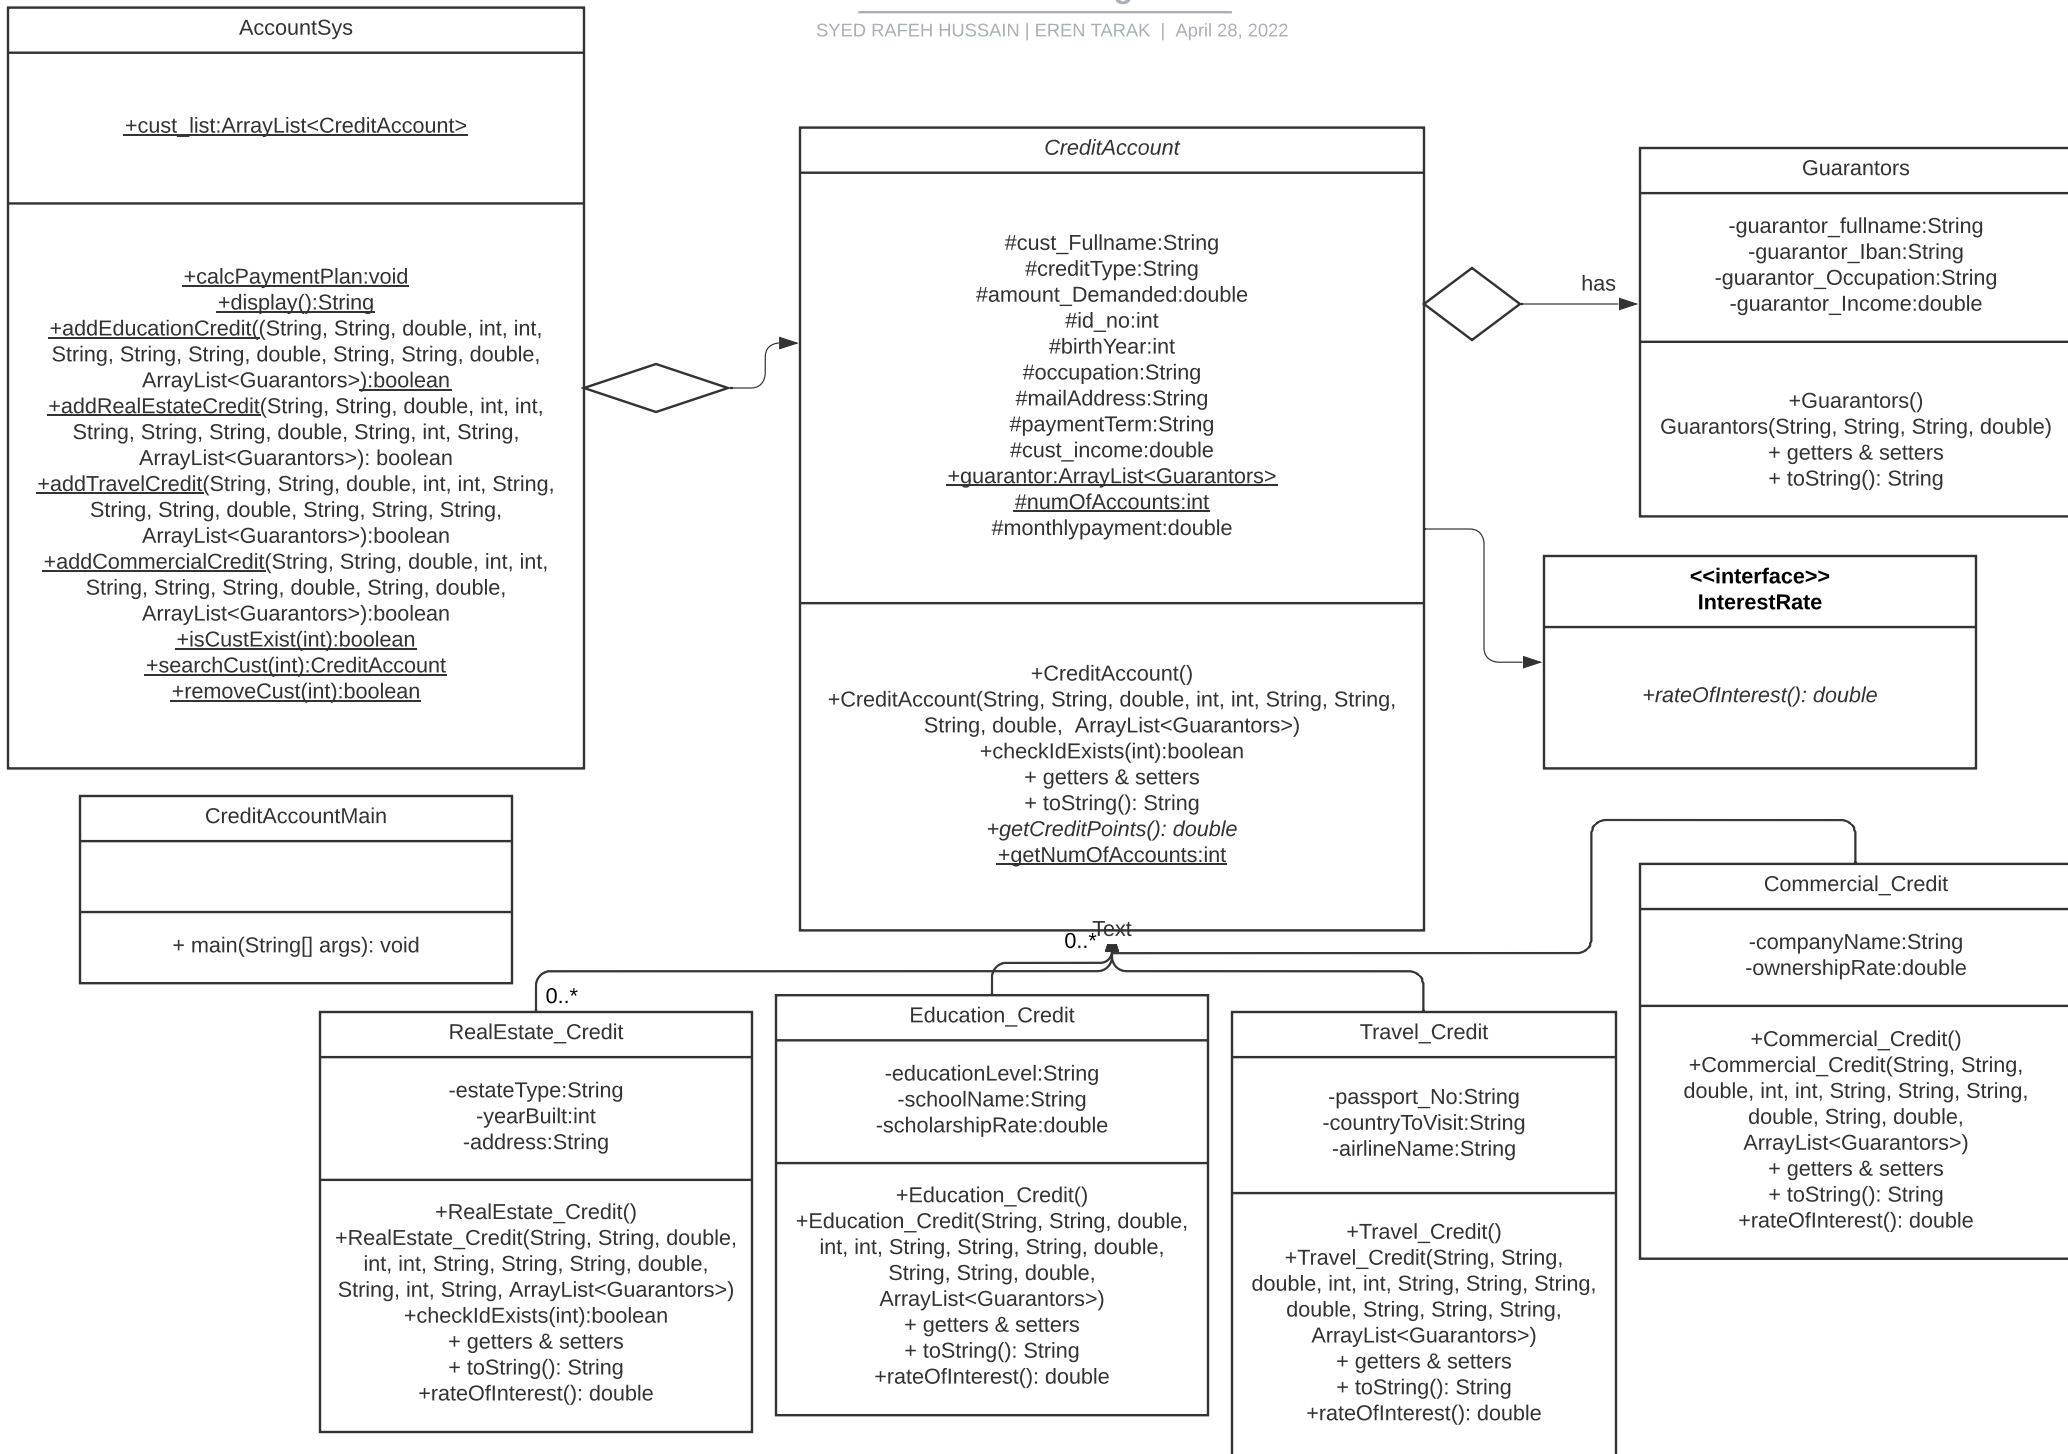 SYED RAFEH HUSSAIN | EREN TARAK | April 28, 2022
AccountSys
+cust_list:ArrayList<CreditAccount>
+calcPaymentPlan:void
+display():String
+addEducationCredit((String, String, double, int, int,
String, String, String, double, String, String, double,
ArrayList<Guarantors>):boolean
+addRealEstateCredit(String, String, double, int, int,
String, String, String, double, String, int, String,
ArrayList<Guarantors>): boolean
+addTravelCredit(String, String, double, int, int, String,
String, String, double, String, String, String,
ArrayList<Guarantors>):boolean
+addCommercialCredit(String, String, double, int, int,
String, String, String, double, String, double,
ArrayList<Guarantors>):boolean
+isCustExist(int):boolean
+searchCust(int):CreditAccount
+removeCust(int):boolean
CreditAccount
#cust_Fullname:String
#creditType:String
#amount_Demanded:double
#id_no:int
#birthYear:int
#occupation:String
#mailAddress:String
#paymentTerm:String
#cust_income:double
+guarantor:ArrayList<Guarantors>
#numOfAccounts:int
#monthlypayment:double
+CreditAccount()
+CreditAccount(String, String, double, int, int, String, String,
String, double, ArrayList<Guarantors>)
+checkIdExists(int):boolean
+ getters & setters
+ toString(): String
+getCreditPoints(): double
+getNumOfAccounts:int
has
Guarantors
-guarantor_fullname:String
-guarantor_Iban:String
-guarantor_Occupation:String
-guarantor_Income:double
+Guarantors()
Guarantors(String, String, String, double)
+ getters & setters
+ toString(): String
<<interface>>
InterestRate
+rateOfInterest(): double
CreditAccountMain
+ main(String[] args): void
Text
0..*
0..*
RealEstate_Credit
-estateType:String
-yearBuilt:int
-address:String
+RealEstate_Credit()
+RealEstate_Credit(String, String, double,
int, int, String, String, String, double,
String, int, String, ArrayList<Guarantors>)
+checkIdExists(int):boolean
+ getters & setters
+ toString(): String
+rateOfInterest(): double
Education_Credit
-educationLevel:String
-schoolName:String
-scholarshipRate:double
+Education_Credit()
+Education_Credit(String, String, double,
int, int, String, String, String, double,
String, String, double,
ArrayList<Guarantors>)
+ getters & setters
+ toString(): String
+rateOfInterest(): double
Travel_Credit
-passport_No:String
-countryToVisit:String
-airlineName:String
+Travel_Credit()
+Travel_Credit(String, String,
double, int, int, String, String, String,
double, String, String, String,
ArrayList<Guarantors>)
+ getters & setters
+ toString(): String
+rateOfInterest(): double
Commercial_Credit
-companyName:String
-ownershipRate:double
+Commercial_Credit()
+Commercial_Credit(String, String,
double, int, int, String, String, String,
double, String, double,
ArrayList<Guarantors>)
+ getters & setters
+ toString(): String
+rateOfInterest(): double